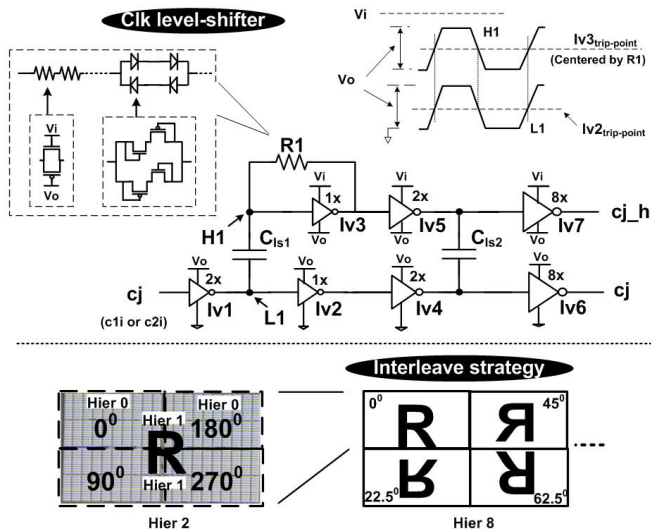 Clk level-shifter
Vi
Vo
H1
L1
Iv3trip-point
(Centered by R1)
Iv2trip-point
Vi
Vo
R1
Vi
1x
Iv3
Vo
Vi
2x
Iv5
Vo
Vi
8x
Iv7
Vo
cj_h
H1
Cls1
Cls2
cj
(c1i or c2i)
Vo
2x
Iv1
L1
Vo
1x
Iv2
Vo
2x
Iv4
Vo
8x
Iv6
cj
Interleave strategy
Hier 0
Hier 0
0⁰
Hier 1
180⁰
R
90⁰
Hier 1
270⁰
Hier 2
0⁰
R
R
45⁰
22.5⁰
R
R
62.5⁰
Hier 8